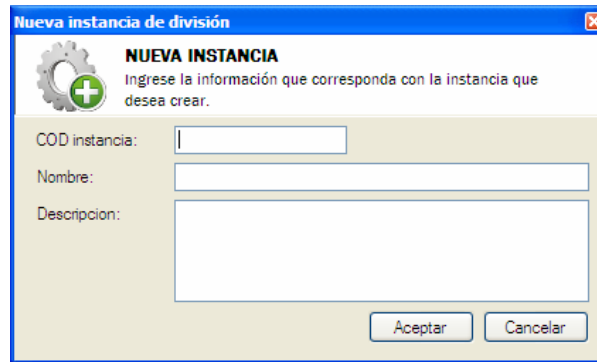 Nueva instancia de división
NUEVA INSTANCIA
Ingrese la información que corresponda con la instancia que
desea crear.
COD instancia:
Nombre:
Descripcion:
Aceptar
Cancelar